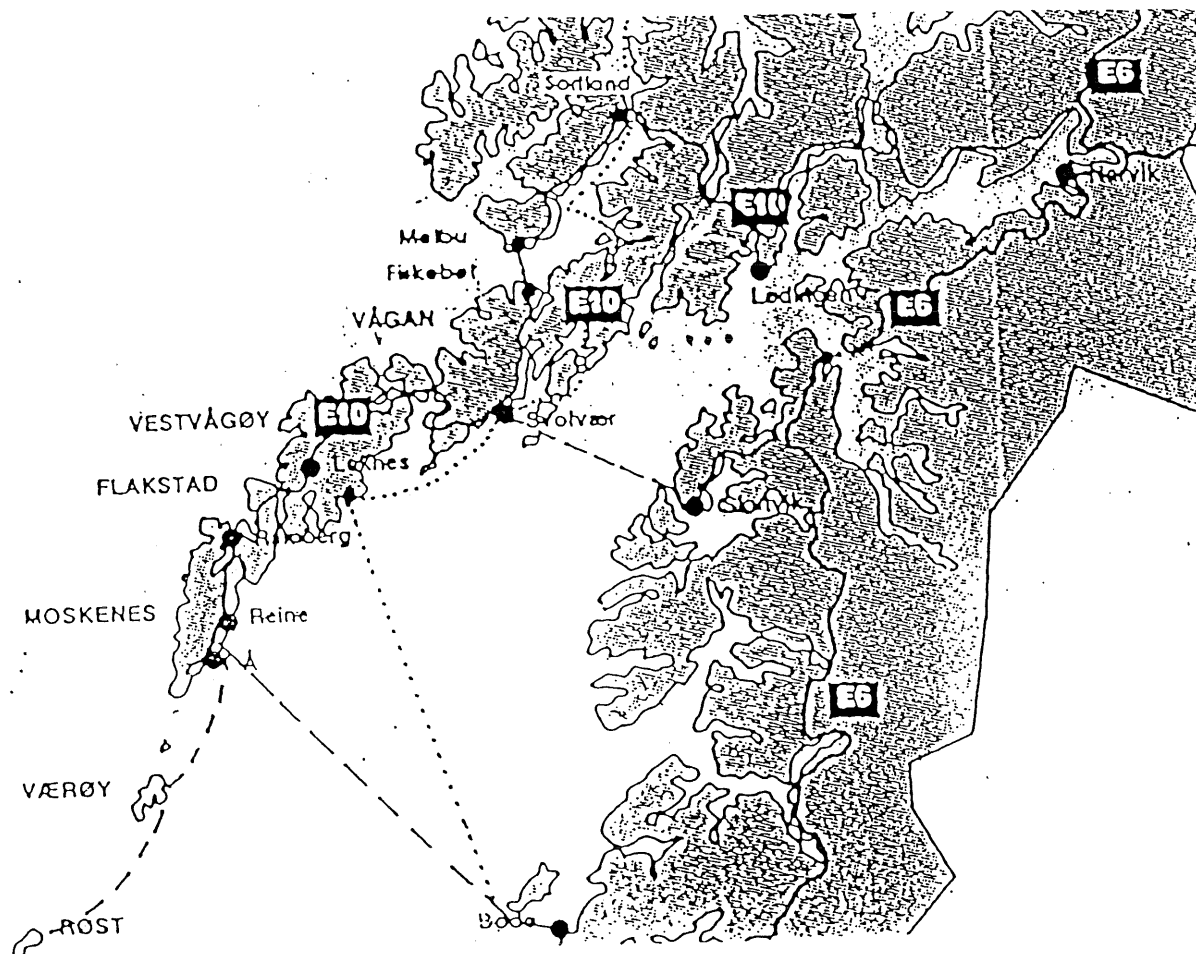 E6
Sortland
Narvik
E10
Melbu
Fiskebøl
E10
E6
VÅGAN
VESTVÅGØY
E10
Svolvær
Leknes
FLAKSTAD
Ramberg
MOSKENES
Reine
Å
E6
VÆRØY
RØST
Bodø